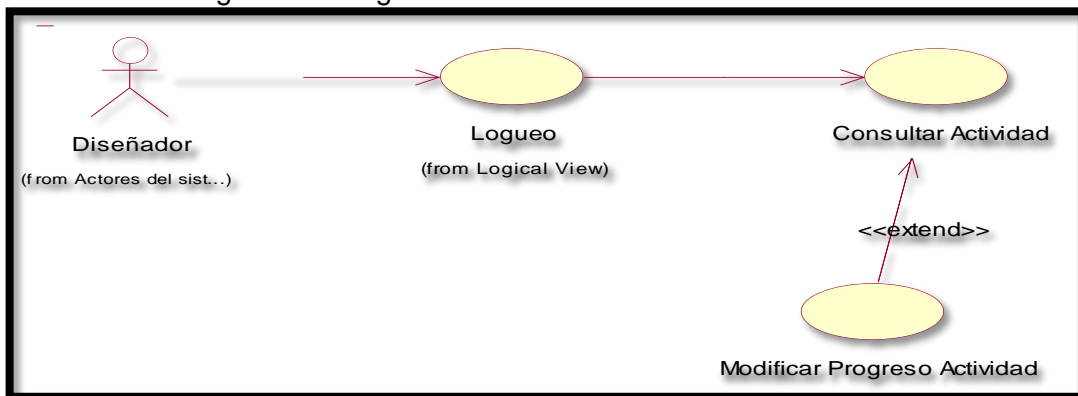 Diseñador
(from Actores del sist...)
Logueo
(from Logical View)
Consultar Actividad
<<extend>>
Modificar Progreso Actividad